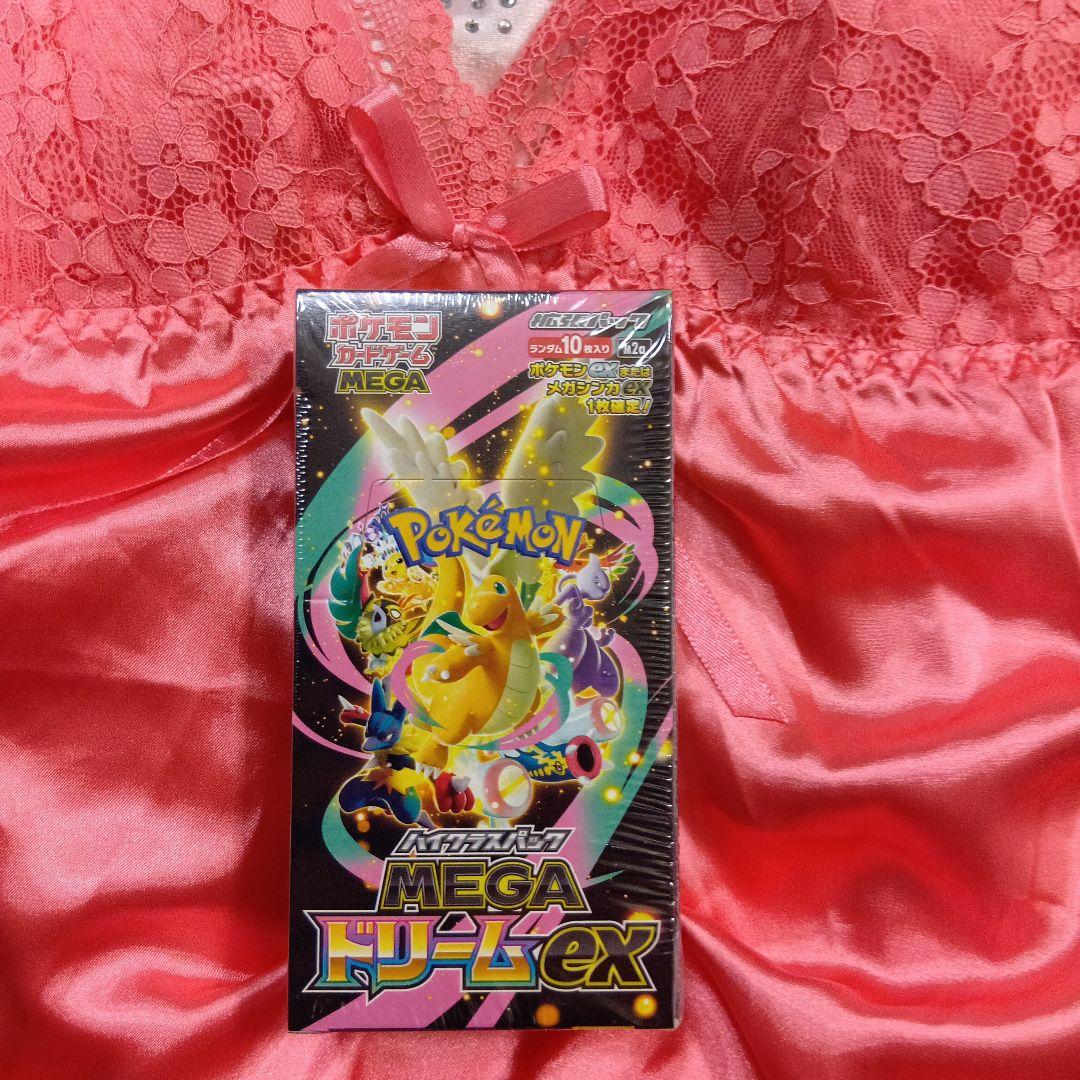 ポケモン
カードゲーム
MEGA
拡張パック
ランダム10枚入り
M2a
ポケモンexまたは
メガシンカex
1枚確定!
POKÉMON
ハイクラスパック
MEGA
ドリームex